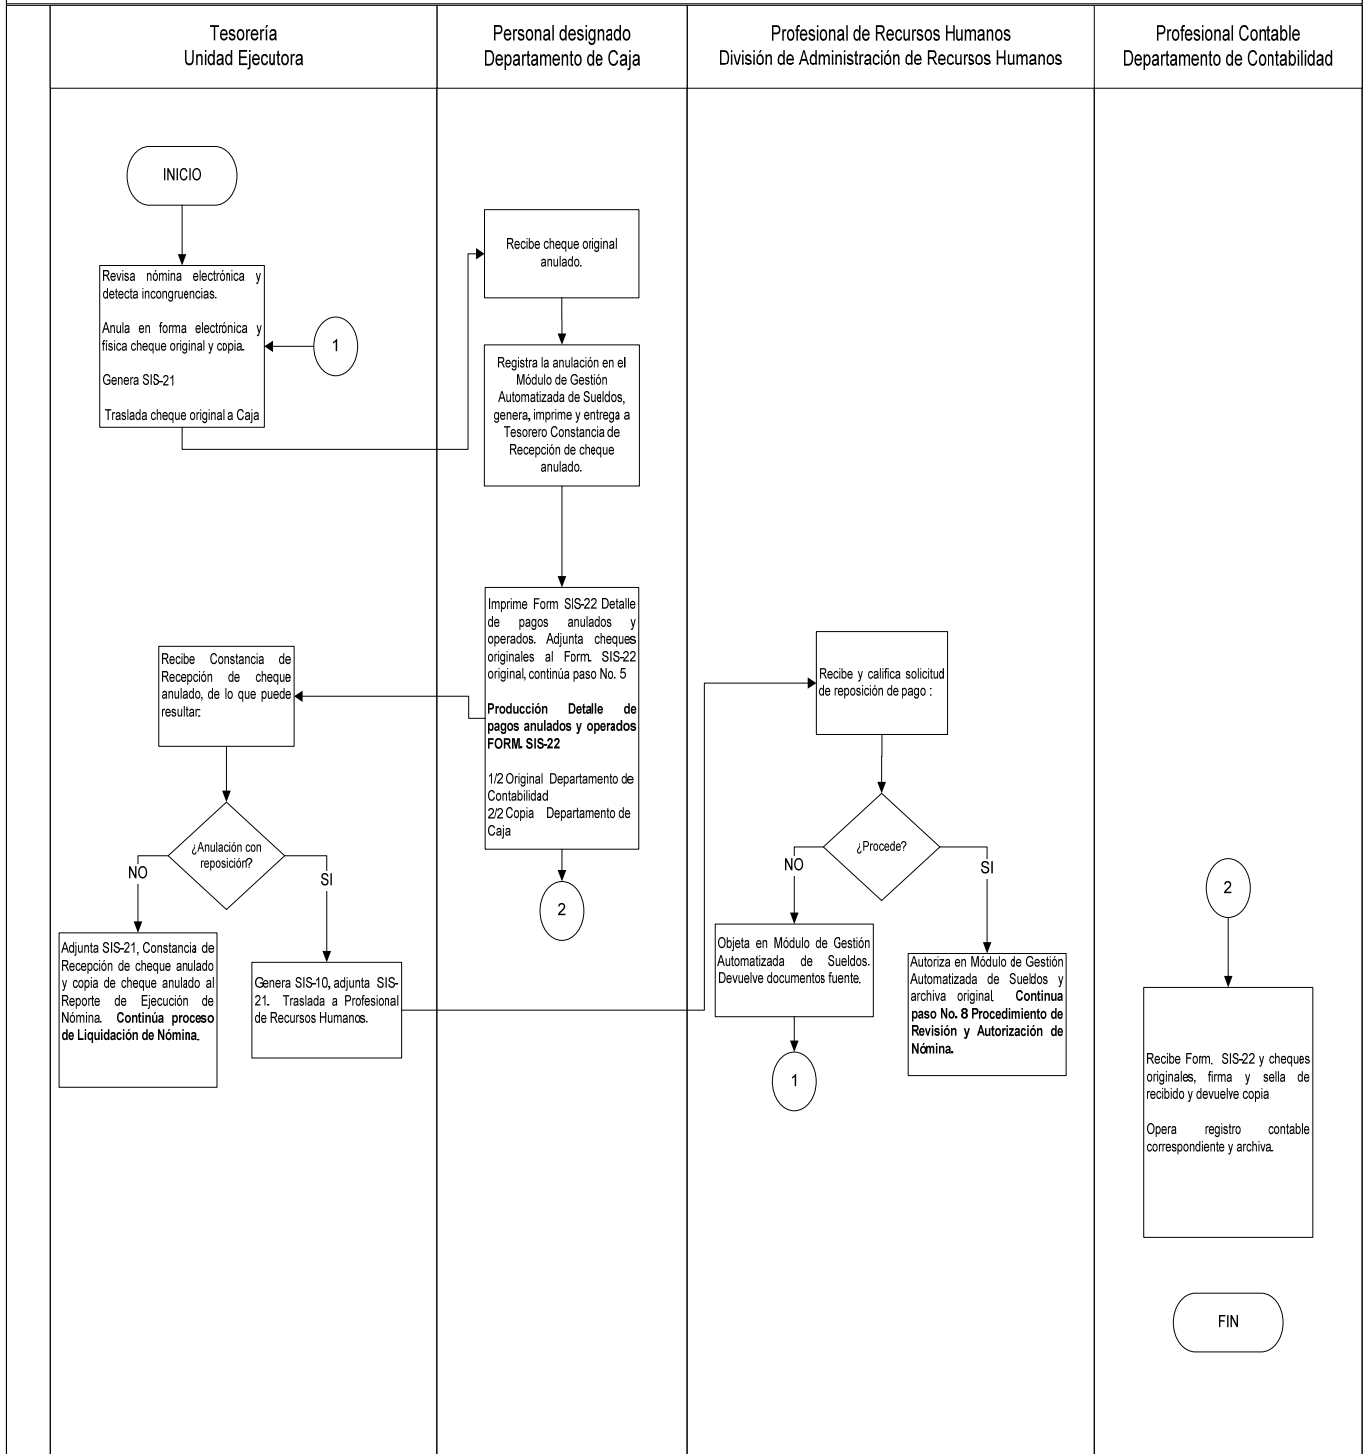 Tesorería
Unidad Ejecutora
Personal designado
Departamento de Caja
Profesional de Recursos Humanos
División de Administración de Recursos Humanos
Profesional Contable
Departamento de Contabilidad
INICIO
Revisa nómina electrónica y
detecta incongruencias.
Anula en forma electrónica y
física cheque original y copia.
Genera SIS-21
Traslada cheque original a Caja
1
Recibe cheque original
anulado.
Registra la anulación en el
Módulo de Gestión
Automatizada de Sueldos,
genera, imprime y entrega a
Tesorero Constancia de
Recepción de cheque
anulado.
Imprime Form SIS-22 Detalle
de pagos anulados y
operados. Adjunta cheques
originales al Form. SIS-22
original, continúa paso No. 5
Producción Detalle de
pagos anulados y operados
FORM. SIS-22
1/2 Original Departamento de
Contabilidad
2/2 Copia Departamento de
Caja
2
Recibe Constancia de
Recepción de cheque
anulado, de lo que puede
resultar:
¿Anulación con
reposición?
NO
SI
Adjunta SIS-21, Constancia de
Recepción de cheque anulado
y copia de cheque anulado al
Reporte de Ejecución de
Nómina. Continúa proceso
de Liquidación de Nómina.
Genera SIS-10, adjunta SIS-
21. Traslada a Profesional
de Recursos Humanos.
Recibe y califica solicitud
de reposición de pago :
¿Procede?
NO
SI
Objeta en Módulo de Gestión
Automatizada de Sueldos.
Devuelve documentos fuente.
1
Autoriza en Módulo de Gestión
Automatizada de Sueldos y
archiva original. Continua
paso No. 8 Procedimiento de
Revisión y Autorización de
Nómina.
2
Recibe Form. SIS-22 y cheques
originales, firma y sella de
recibido y devuelve copia
Opera registro contable
correspondiente y archiva.
FIN